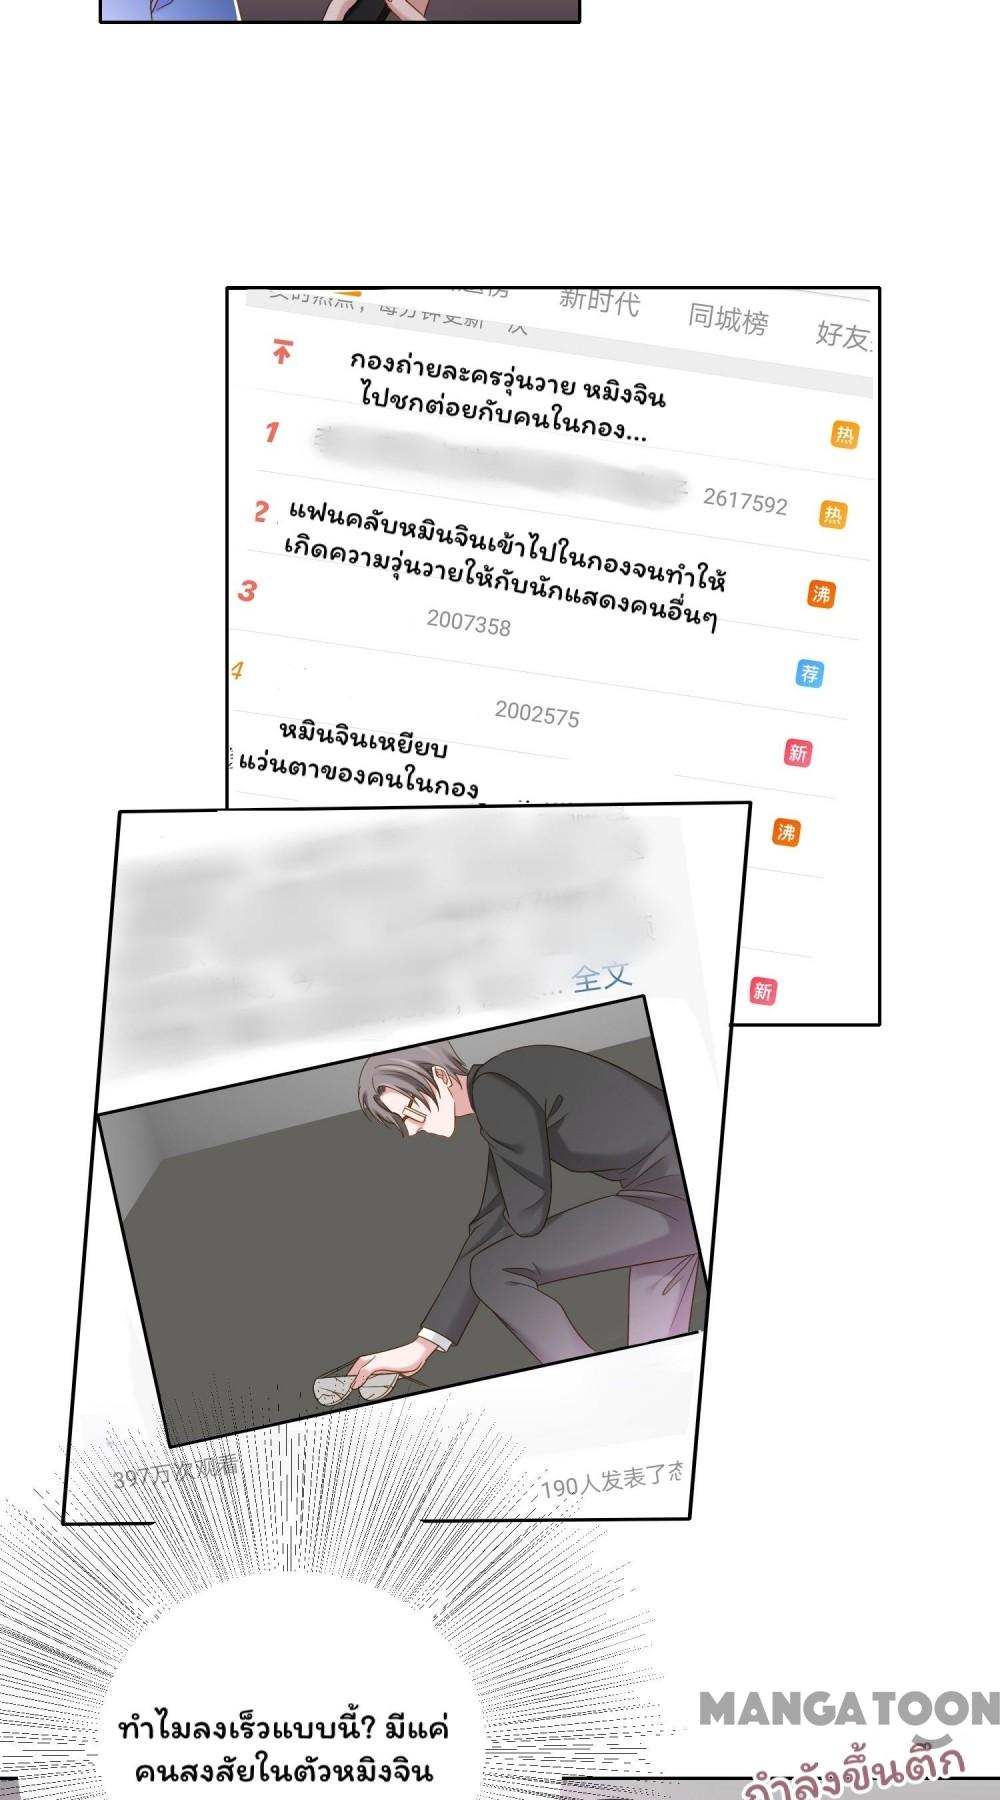 新时代
同城榜
好友
กองถ่ายละครวุ่นวาย หมิงจิน
ไปชกต่อยกับคนในกอง...
热
1
2617592
热
2
แฟนคลับหมินจินเข้าไปในกองจนทำให้
เกิดความวุ่นวายให้กับนักแสดงคนอื่นๆ
沸
3
2007358
荐
4
2002575
新
หมินจินเหยียบ
แว่นตาของคนในกอง
沸
新
... 全文
397万次观看
190人发表了态
ทำไมลงเร็วแบบนี้? มีแค่
คนสงสัยในตัวหมิงจิน
MANGATOON
กำลังขึ้นตึก